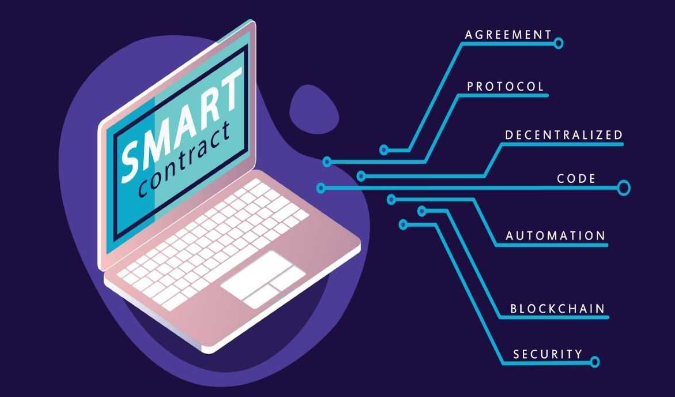 SMART
contract
AGREEMENT
PROTOCOL
DECENTRALIZED
CODE
AUTOMATION
BLOCKCHAIN
SECURITY